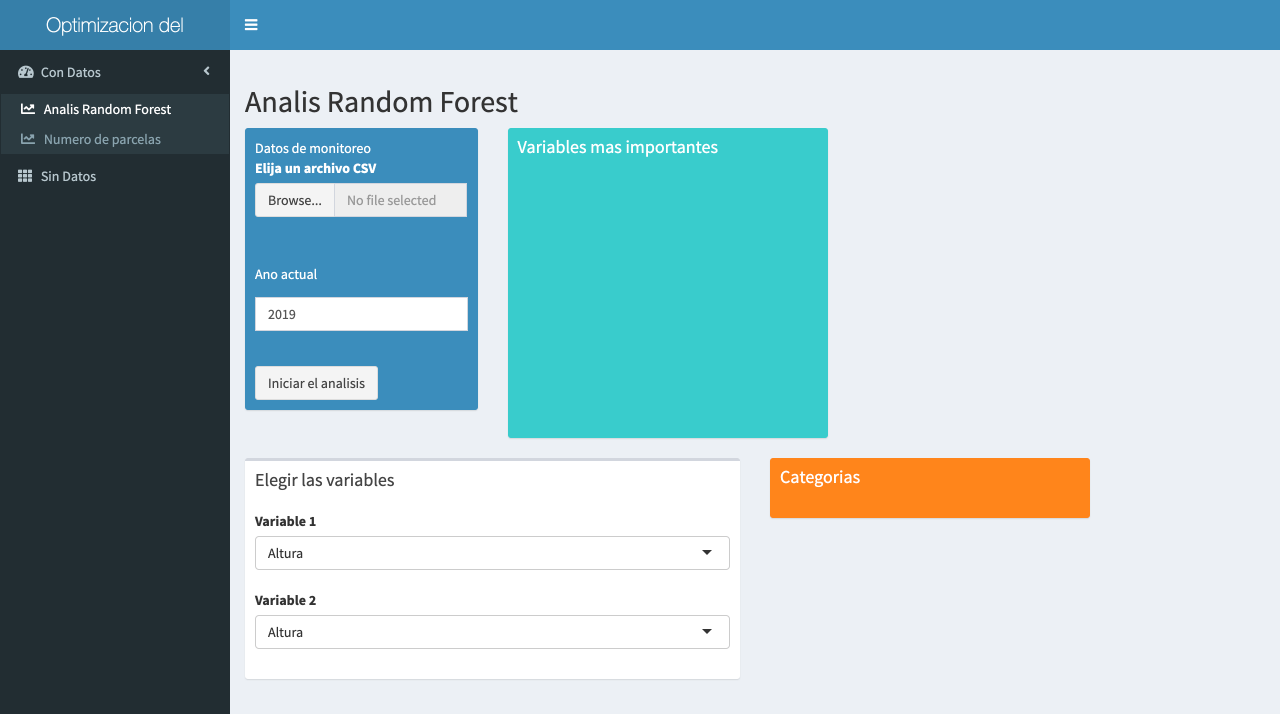 Optimizacion del
Con Datos
Analis Random Forest
Numero de parcelas
Sin Datos
Analis Random Forest
Datos de monitoreo
Elija un archivo CSV
Browse... No file selected
Ano actual
2019
Iniciar el analisis
Variables mas importantes
Elegir las variables
Variable 1
Altura
Variable 2
Altura
Categorias